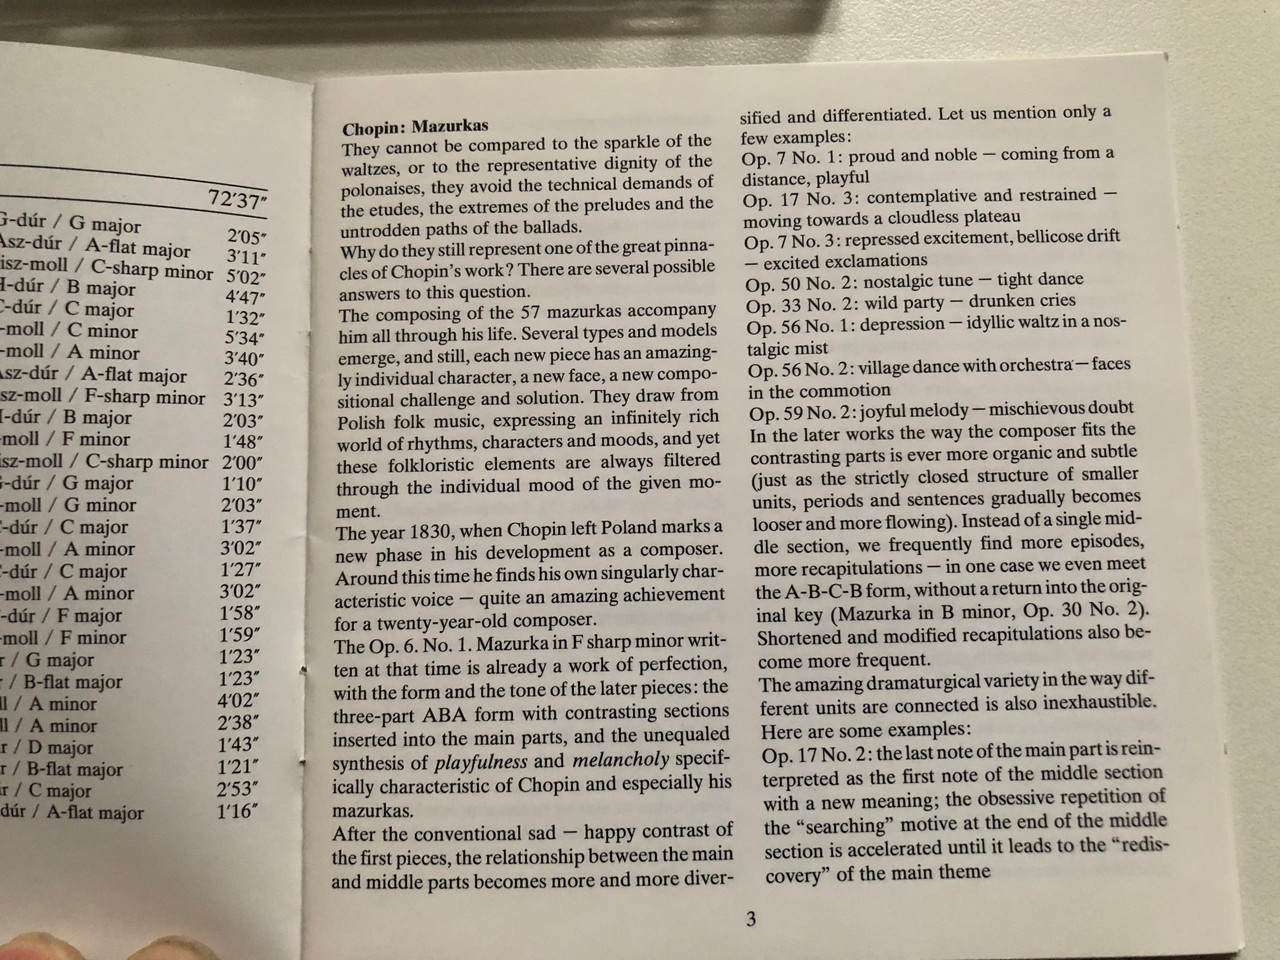 72′37″
G-dúr / G major 2′05″
Asz-dúr / A-flat major 3′11″
isz-moll / C-sharp minor 5′02″
H-dúr / B major 4′47″
C-dúr / C major 1′32″
-moll / C minor 5′34″
-moll / A minor 3′40″
Asz-dúr / A-flat major 2′36″
sz-moll / F-sharp minor 3′13″
H-dúr / B major 2′03″
-moll / F minor 1′48″
isz-moll / C-sharp minor 2′00″
G-dúr / G major 1′10″
-moll / G minor 2′03″
C-dúr / C major 1′37″
-moll / A minor 3′02″
C-dúr / C major 1′27″
-moll / A minor 3′02″
-dúr / F major 1′58″
-moll / F minor 1′59″
r / G major 1′23″
r / B-flat major 1′23″
ll / A minor 4′02″
ll / A minor 2′38″
r / D major 1′43″
r / B-flat major 1′21″
r / C major 2′53″
dúr / A-flat major 1′16″
Chopin: Mazurkas
They cannot be compared to the sparkle of the
waltzes, or to the representative dignity of the
polonaises, they avoid the technical demands of
the etudes, the extremes of the preludes and the
untrodden paths of the ballads.
Why do they still represent one of the great pinna-
cles of Chopin's work? There are several possible
answers to this question.
The composing of the 57 mazurkas accompany
him all through his life. Several types and models
emerge, and still, each new piece has an amazing-
ly individual character, a new face, a new compo-
sitional challenge and solution. They draw from
Polish folk music, expressing an infinitely rich
world of rhythms, characters and moods, and yet
these folkloristic elements are always filtered
through the individual mood of the given mo-
ment.
The year 1830, when Chopin left Poland marks a
new phase in his development as a composer.
Around this time he finds his own singularly char-
acteristic voice — quite an amazing achievement
for a twenty-year-old composer.
The Op. 6. No. 1. Mazurka in F sharp minor writ-
ten at that time is already a work of perfection,
with the form and the tone of the later pieces: the
three-part ABA form with contrasting sections
inserted into the main parts, and the unequaled
synthesis of playfulness and melancholy specif-
ically characteristic of Chopin and especially his
mazurkas.
After the conventional sad — happy contrast of
the first pieces, the relationship between the main
and middle parts becomes more and more diver-
sified and differentiated. Let us mention only a
few examples:
Op. 7 No. 1: proud and noble — coming from a
distance, playful
Op. 17 No. 3: contemplative and restrained —
moving towards a cloudless plateau
Op. 7 No. 3: repressed excitement, bellicose drift
— excited exclamations
Op. 50 No. 2: nostalgic tune — tight dance
Op. 33 No. 2: wild party — drunken cries
Op. 56 No. 1: depression — idyllic waltz in a nos-
talgic mist
Op. 56 No. 2: village dance with orchestra — faces
in the commotion
Op. 59 No. 2: joyful melody — mischievous doubt
In the later works the way the composer fits the
contrasting parts is ever more organic and subtle
(just as the strictly closed structure of smaller
units, periods and sentences gradually becomes
looser and more flowing). Instead of a single mid-
dle section, we frequently find more episodes,
more recapitulations — in one case we even meet
the A-B-C-B form, without a return into the orig-
inal key (Mazurka in B minor, Op. 30 No. 2).
Shortened and modified recapitulations also be-
come more frequent.
The amazing dramaturgical variety in the way dif-
ferent units are connected is also inexhaustible.
Here are some examples:
Op. 17 No. 2: the last note of the main part is rein-
terpreted as the first note of the middle section
with a new meaning; the obsessive repetition of
the “searching” motive at the end of the middle
section is accelerated until it leads to the “redis-
covery” of the main theme
3